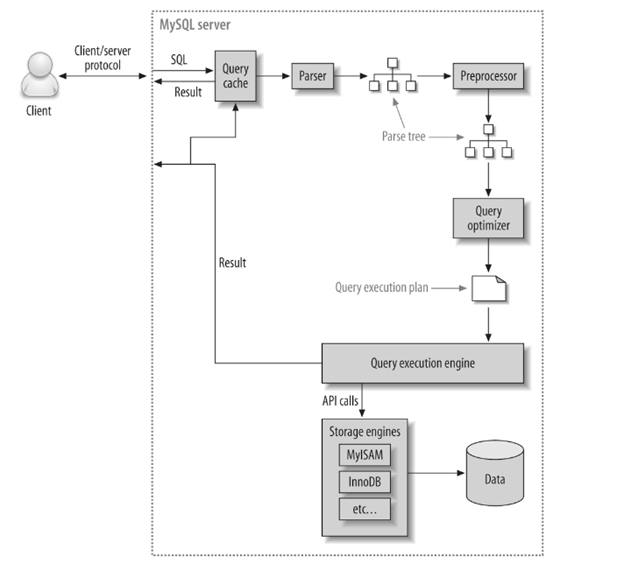 MySQL server
Client/server
protocol
SQL
Result
Query
cache
Parser
Preprocessor
Client
Parse tree
Query
optimizer
Result
Query execution plan
Query execution engine
API calls
Storage engines
MyISAM
InnoDB
etc...
Data